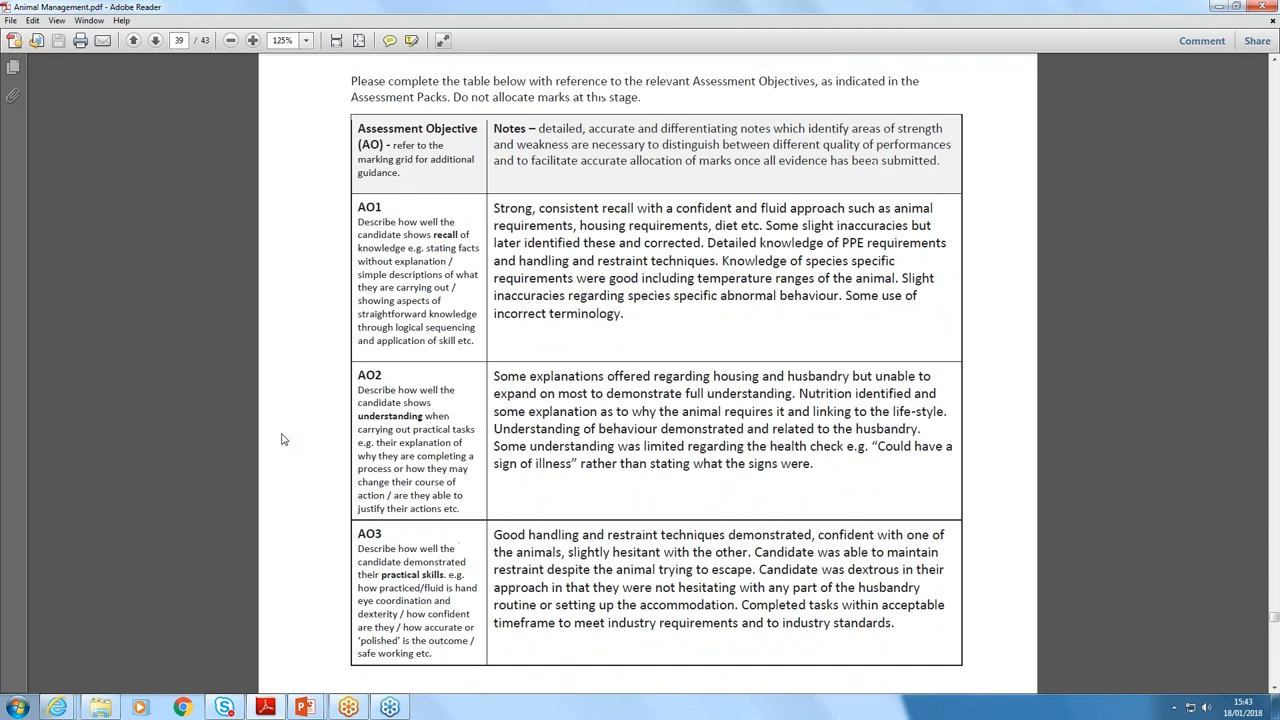 Animal Management.pdf - Adobe Reader
File Edit View Window Help
39 / 43 125% Comment Share
Please complete the table below with reference to the relevant Assessment Objectives, as indicated in the
Assessment Packs. Do not allocate marks at this stage.
Assessment Objective
(AO) - refer to the
marking grid for additional
guidance.
Notes – detailed, accurate and differentiating notes which identify areas of strength
and weakness are necessary to distinguish between different quality of performances
and to facilitate accurate allocation of marks once all evidence has been submitted.
AO1
Describe how well the
candidate shows recall of
knowledge e.g. stating facts
without explanation /
simple descriptions of what
they are carrying out /
showing aspects of
straightforward knowledge
through logical sequencing
and application of skill etc.
Strong, consistent recall with a confident and fluid approach such as animal
requirements, housing requirements, diet etc. Some slight inaccuracies but
later identified these and corrected. Detailed knowledge of PPE requirements
and handling and restraint techniques. Knowledge of species specific
requirements were good including temperature ranges of the animal. Slight
inaccuracies regarding species specific abnormal behaviour. Some use of
incorrect terminology.
AO2
Describe how well the
candidate shows
understanding when
carrying out practical tasks
e.g. their explanation of
why they are completing a
process or how they may
change their course of
action / are they able to
justify their actions etc.
Some explanations offered regarding housing and husbandry but unable to
expand on most to demonstrate full understanding. Nutrition identified and
some explanation as to why the animal requires it and linking to the life-style.
Understanding of behaviour demonstrated and related to the husbandry.
Some understanding was limited regarding the health check e.g. “Could have a
sign of illness” rather than stating what the signs were.
AO3
Describe how well the
candidate demonstrated
their practical skills. e.g.
how practiced/fluid is hand
eye coordination and
dexterity / how confident
are they / how accurate or
‘polished’ is the outcome /
safe working etc.
Good handling and restraint techniques demonstrated, confident with one of
the animals, slightly hesitant with the other. Candidate was able to maintain
restraint despite the animal trying to escape. Candidate was dextrous in their
approach in that they were not hesitating with any part of the husbandry
routine or setting up the accommodation. Completed tasks within acceptable
timeframe to meet industry requirements and to industry standards.
15:43
18/01/2018